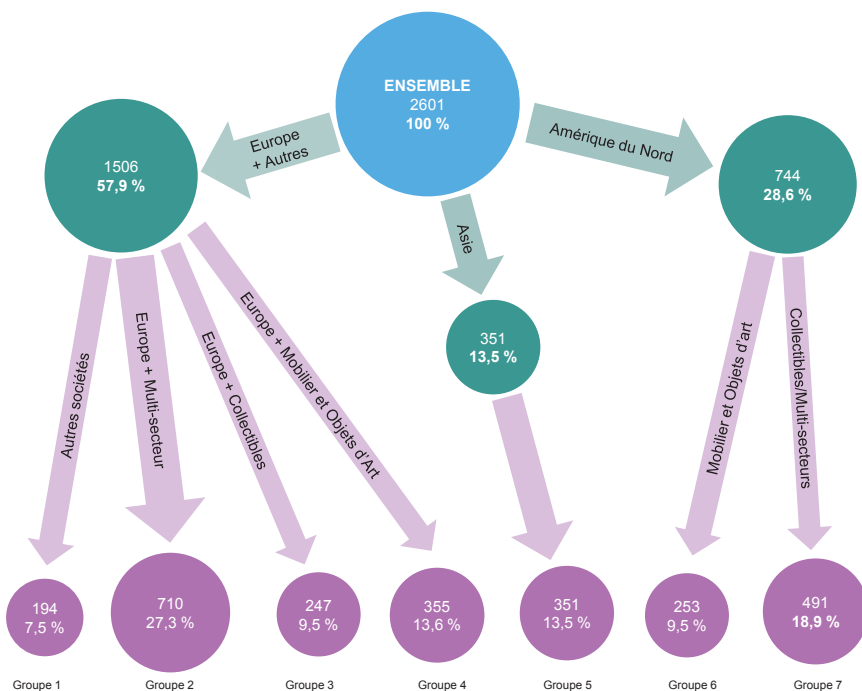 ENSEMBLE
2601
100 %
Europe
+ Autres
Amérique du Nord
Asie
1506
57,9 %
744
28,6 %
351
13,5 %
Autres sociétés
Europe + Multi-secteur
Europe + Collectibles
Europe + Mobilier et Objets d'Art
Mobilier et Objets d'art
Collectibles/Multi-secteurs
194
7,5 %
710
27,3 %
247
9,5 %
355
13,6 %
351
13,5 %
253
9,5 %
491
18,9 %
Groupe 1
Groupe 2
Groupe 3
Groupe 4
Groupe 5
Groupe 6
Groupe 7